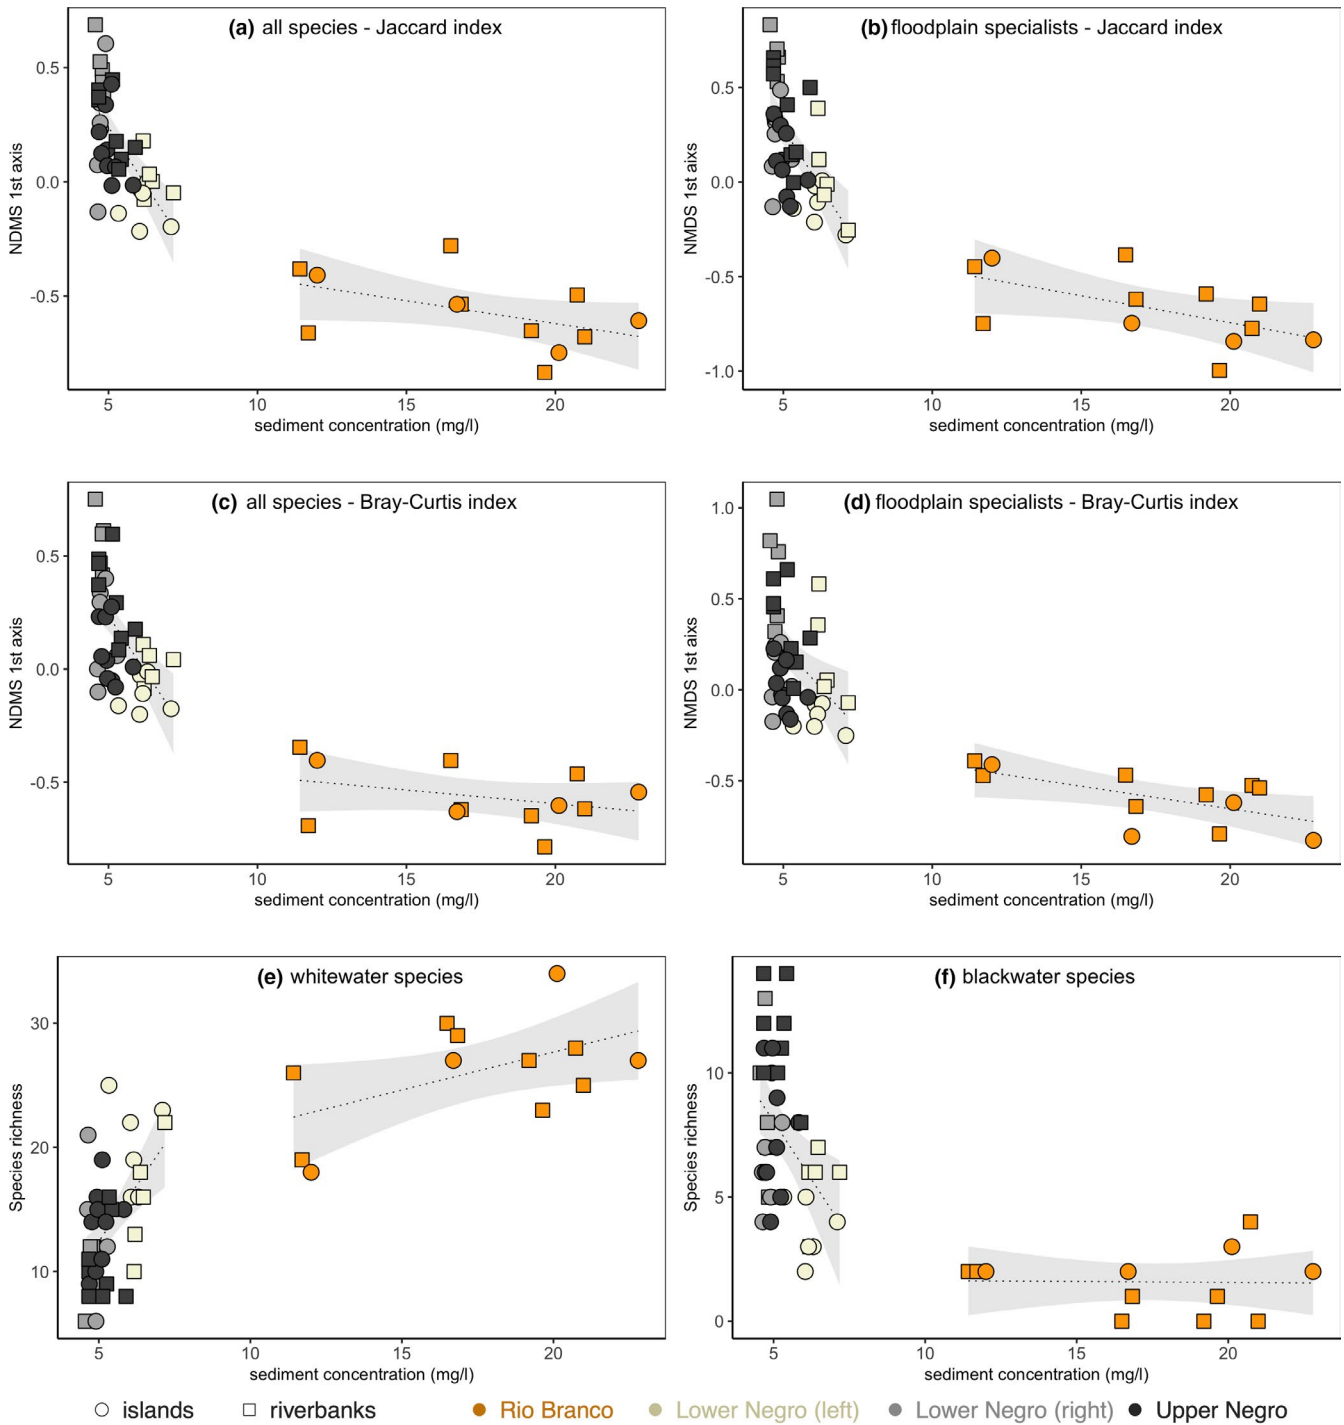 (a) all species - Jaccard index
NDMS 1st axis
0.5
0.0
-0.5
5 10 15 20
sediment concentration (mg/l)
(b) floodplain specialists - Jaccard index
NMDS 1st aixs
0.5
0.0
-0.5
-1.0
5 10 15 20
sediment concentration (mg/l)
(c) all species - Bray-Curtis index
NDMS 1st axis
0.5
0.0
-0.5
5 10 15 20
sediment concentration (mg/l)
(d) floodplain specialists - Bray-Curtis index
NMDS 1st aixs
1.0
0.5
0.0
-0.5
5 10 15 20
sediment concentration (mg/l)
(e) whitewater species
Species richness
30
20
10
5 10 15 20
sediment concentration (mg/l)
(f) blackwater species
Species richness
10
5
0
5 10 15 20
sediment concentration (mg/l)
islands riverbanks Rio Branco Lower Negro (left) Lower Negro (right) Upper Negro